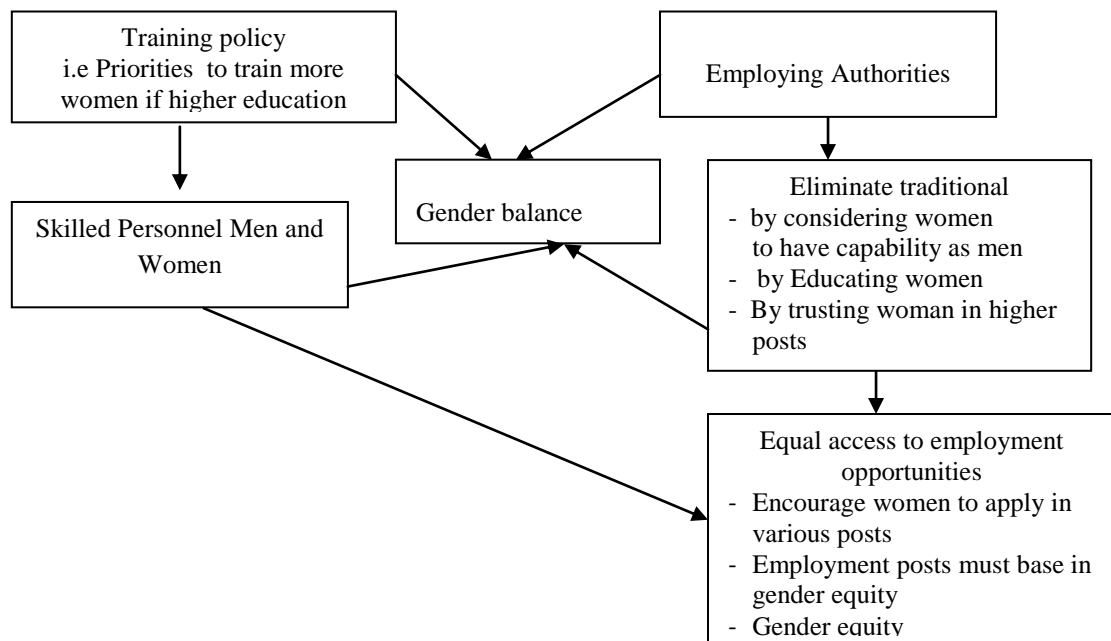 Training policy
i.e Priorities to train more
women if higher education
Employing Authorities
Gender balance
Skilled Personnel Men and
Women
Eliminate traditional
- by considering women
to have capability as men
- by Educating women
- By trusting woman in higher
posts
Equal access to employment
opportunities
- Encourage women to apply in
various posts
- Employment posts must base in
gender equity
- Gender equity